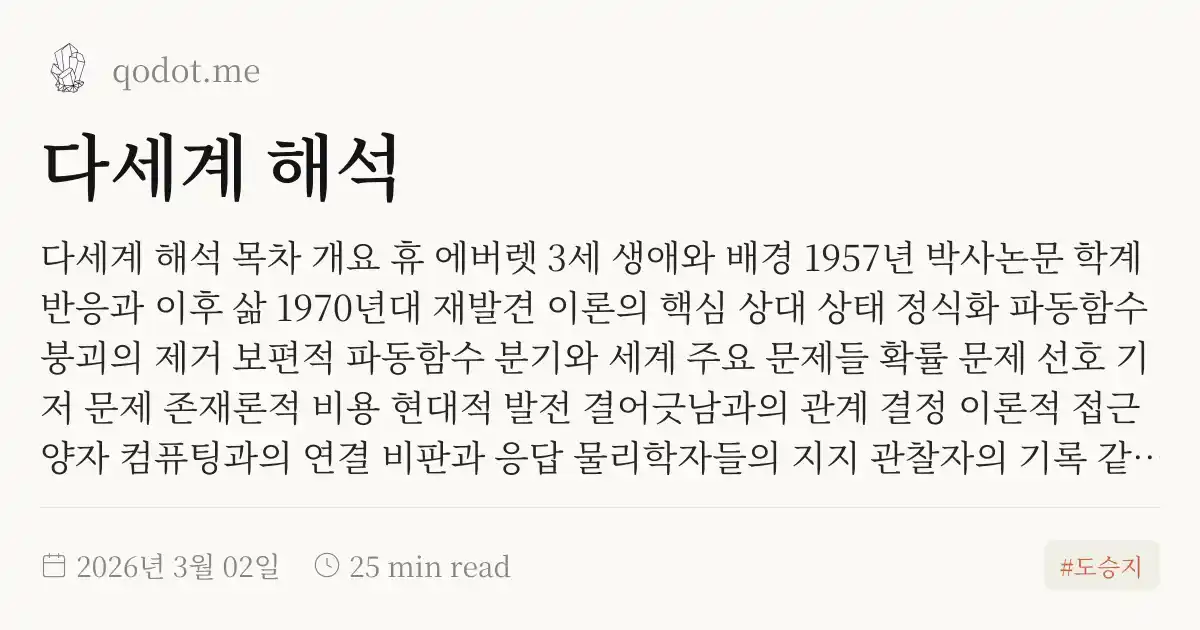 qodot.me
다세계 해석
다세계 해석 목차 개요 휴 에버렛 3세 생애와 배경 1957년 박사논문 학계
반응과 이후 삶 1970년대 재발견 이론의 핵심 상대 상태 정식화 파동함수
붕괴의 제거 보편적 파동함수 분기와 세계 주요 문제들 확률 문제 선호 기
저 문제 존재론적 비용 현대적 발전 결어긋남과의 관계 결정 이론적 접근
양자 컴퓨팅과의 연결 비판과 응답 물리학자들의 지지 관찰자의 기록 같…
2026년 3월 02일 25 min read
#도승지